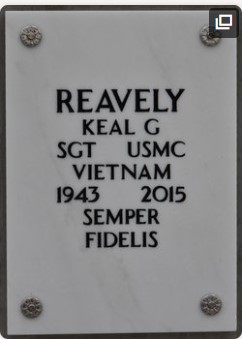 REAVELY
KEAL G
SGT USMC
VIETNAM
1943 2015
SEMPER
FIDELIS